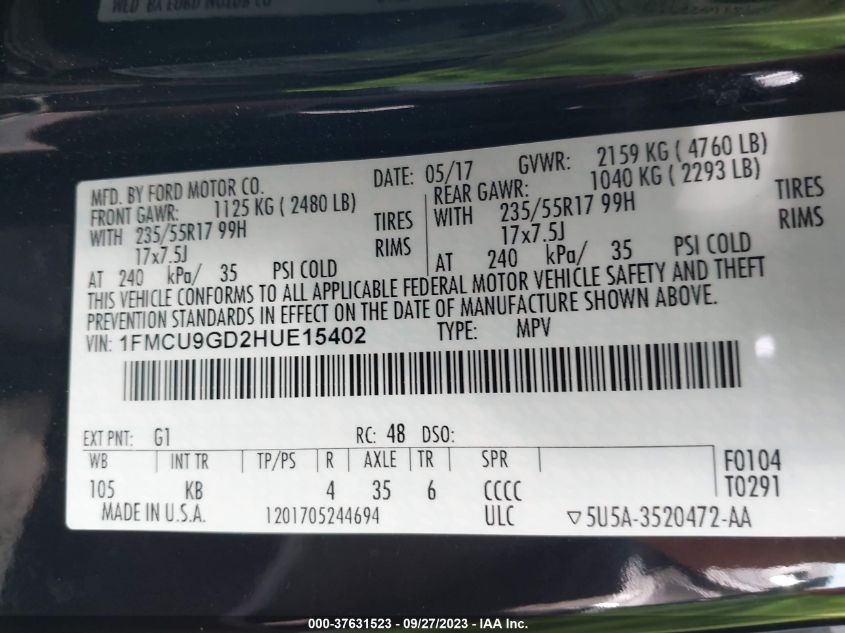 MFD. BY FORD MOTOR CO. DATE: 05/17 GVWR: 2159 KG ( 4760 LB)
FRONT GAWR: 1125 KG ( 2480 LB) REAR GAWR: 1040 KG ( 2293 LB)
WITH 235/55R17 99H TIRES WITH 235/55R17 99H TIRES
17x7.5J RIMS 17x7.5J RIMS
AT 240 kPa/ 35 PSI COLD AT 240 kPa/ 35 PSI COLD
THIS VEHICLE CONFORMS TO ALL APPLICABLE FEDERAL MOTOR VEHICLE SAFETY AND THEFT
PREVENTION STANDARDS IN EFFECT ON THE DATE OF MANUFACTURE SHOWN ABOVE.
VIN: 1FMCU9GD2HUE15402 TYPE: MPV
EXT PNT: G1 RC: 48 DSO:
WB INT TR TP/PS R AXLE TR SPR F0104
105 KB 4 35 6 CCCC T0291
MADE IN U.S.A. 1201705244694 ULC ▽5U5A-3520472-AA
000-37631523 - 09/27/2023 - IAA Inc.